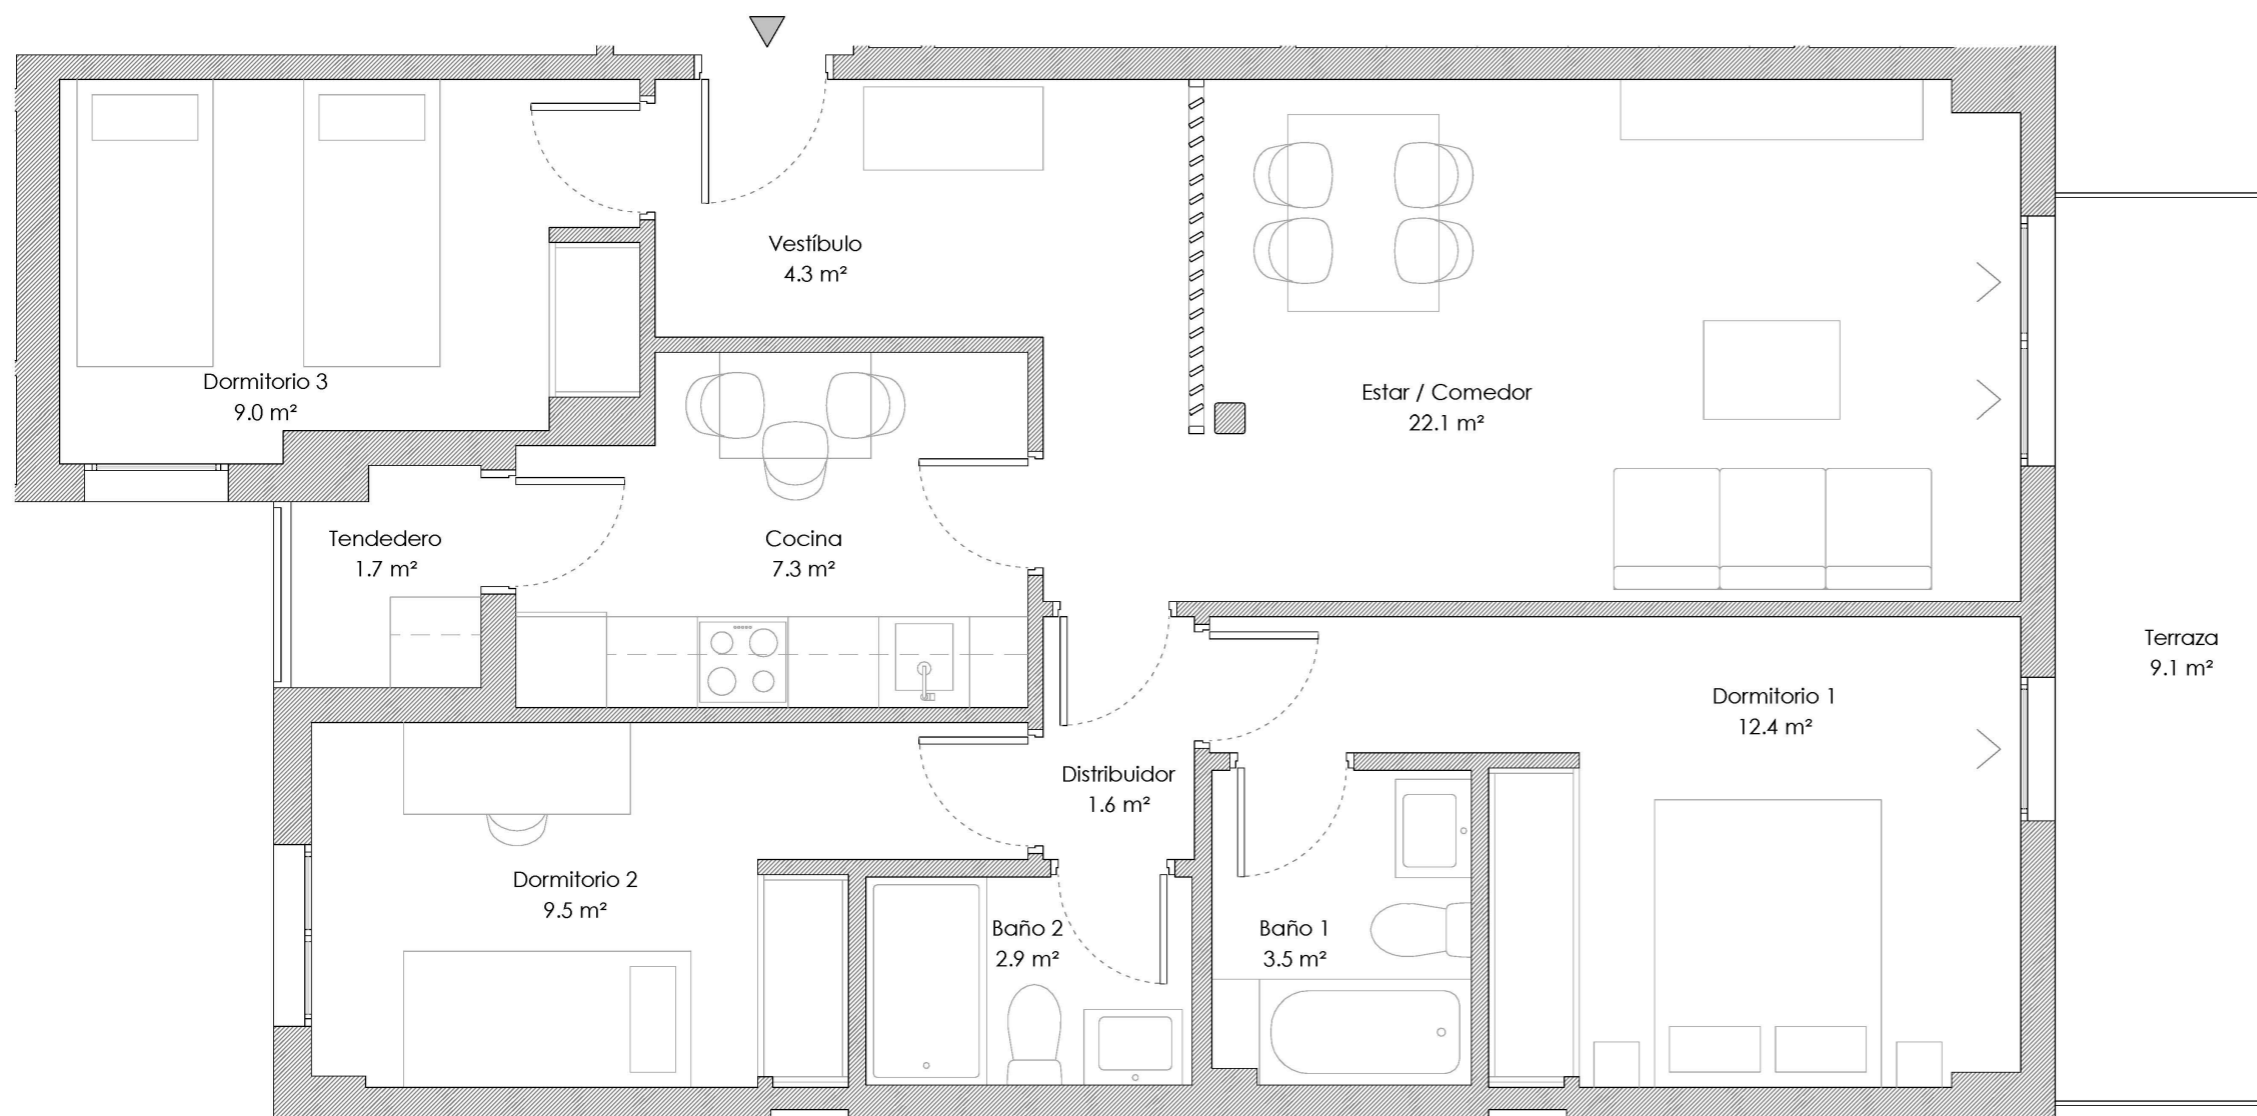 Vestíbulo
4.3 m²
Dormitorio 3
9.0 m²
Estar / Comedor
22.1 m²
Tendedero
1.7 m²
Cocina
7.3 m²
Terraza
9.1 m²
Dormitorio 1
12.4 m²
Distribuidor
1.6 m²
Dormitorio 2
9.5 m²
Baño 2
2.9 m²
Baño 1
3.5 m²